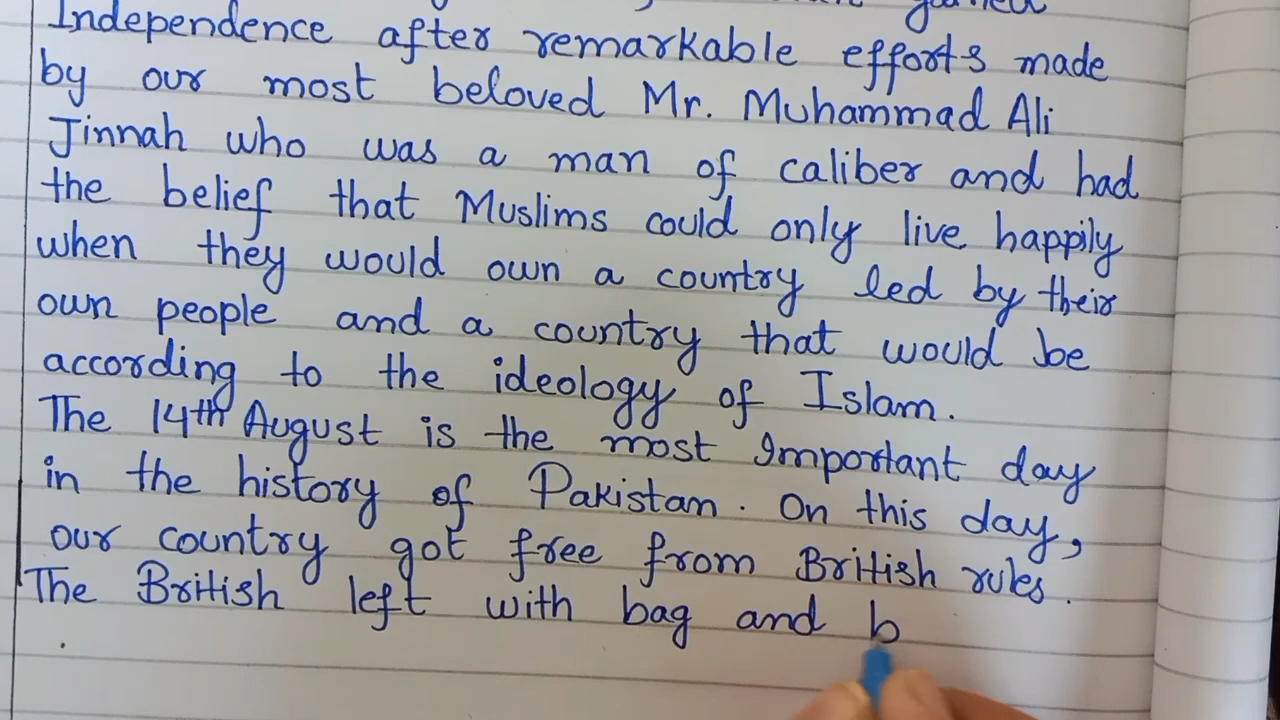 Independence after remarkable efforts made
by our most beloved Mr. Muhammad Ali
Jinnah who was a man of caliber and had
the belief that Muslims could only live happily
when they would own a country led by their
own people and a country that would be
according to the ideology of Islam.
The 14th August is the most Important day
in the history of Pakistan. On this day,
our country got free from British rules.
The British left with bag and b